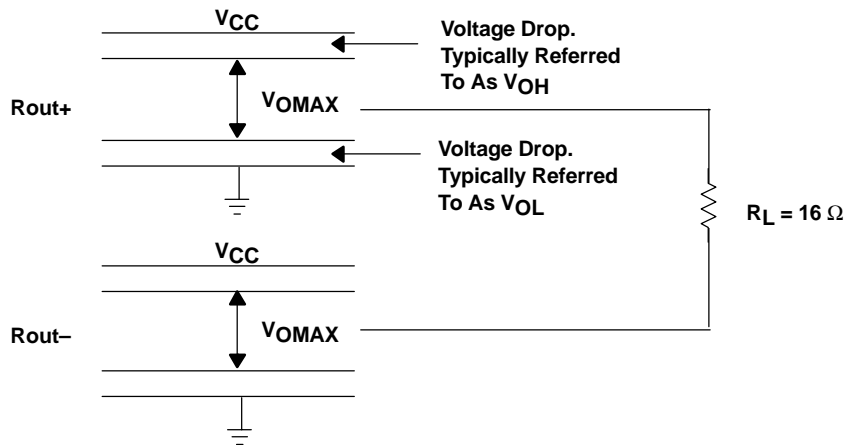 VCC
Voltage Drop.
Typically Referred
To As VOH
Rout+
VOMAX
Voltage Drop.
Typically Referred
To As VOL
RL = 16 Ω
VCC
Rout–
VOMAX